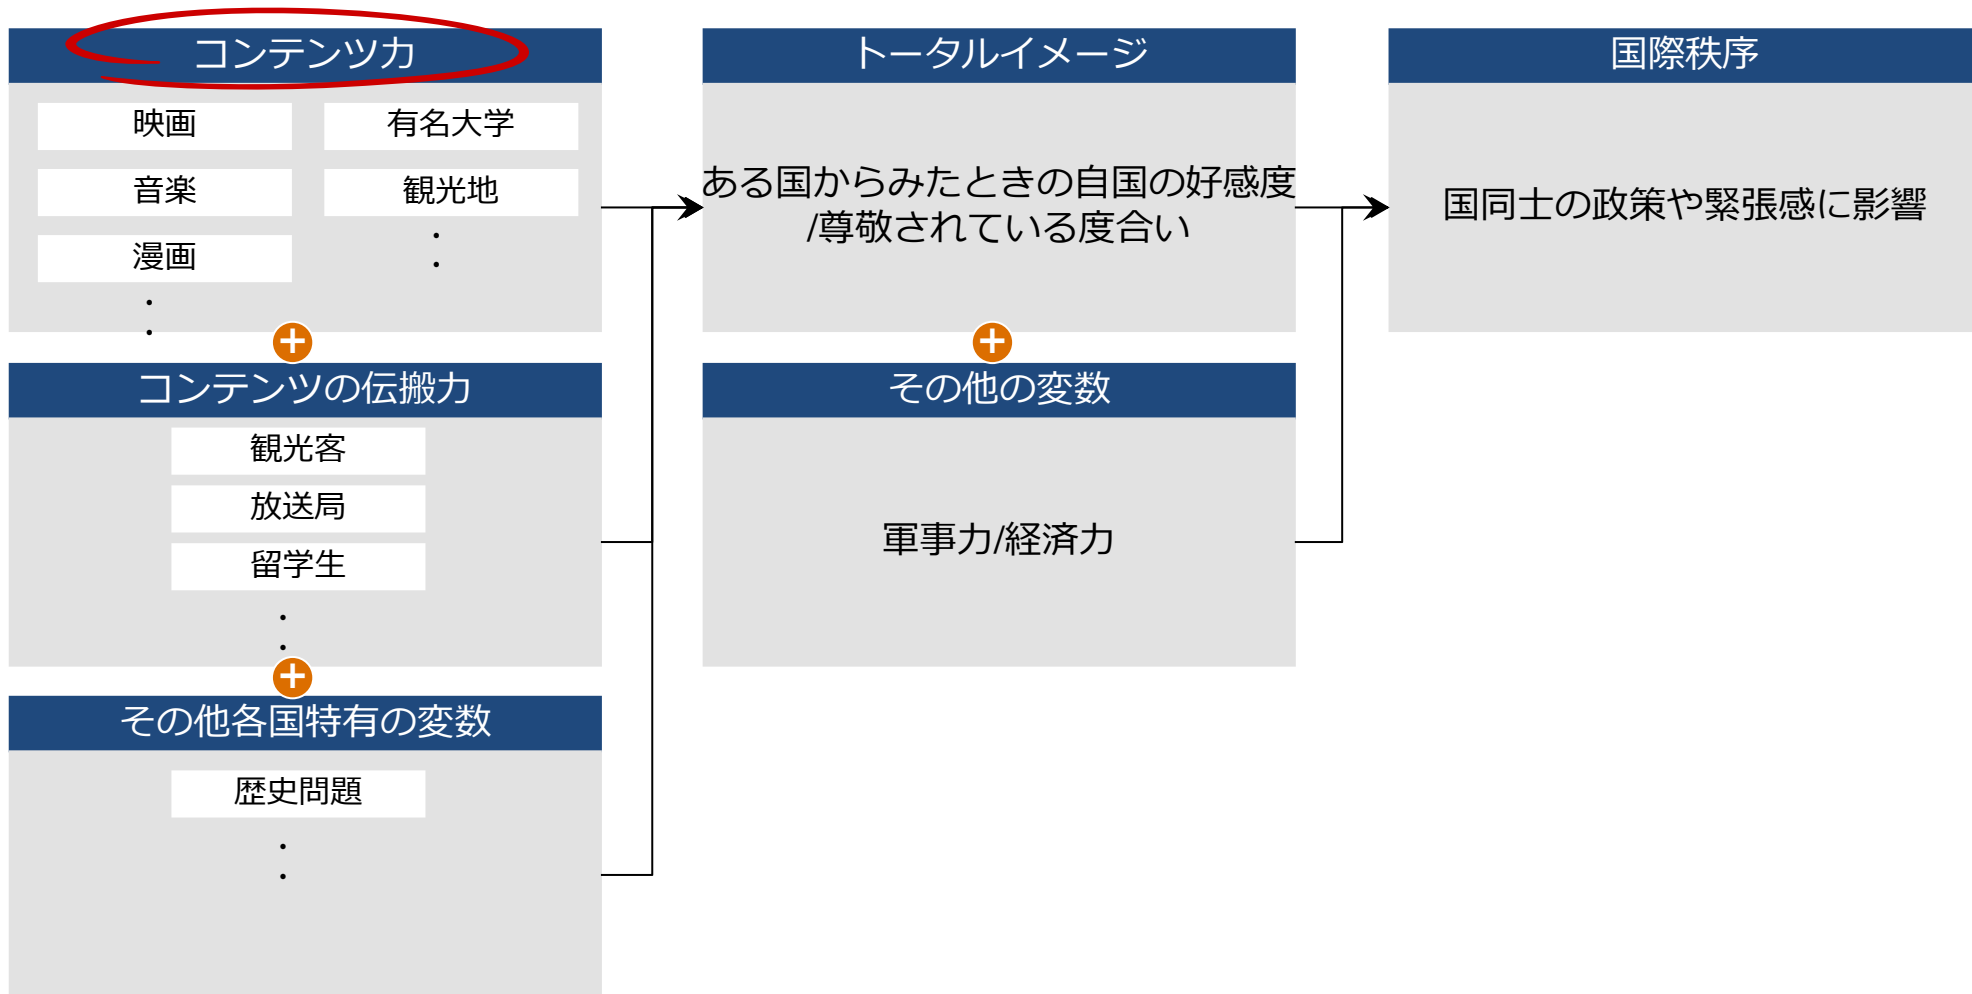 コンテンツ力
映画
有名大学
音楽
観光地
漫画
・
・
・
・
+
コンテンツの伝搬力
観光客
放送局
留学生
・
・
+
その他各国特有の変数
歴史問題
・
・
トータルイメージ
ある国からみたときの自国の好感度
/尊敬されている度合い
+
その他の変数
軍事力/経済力
国際秩序
国同士の政策や緊張感に影響